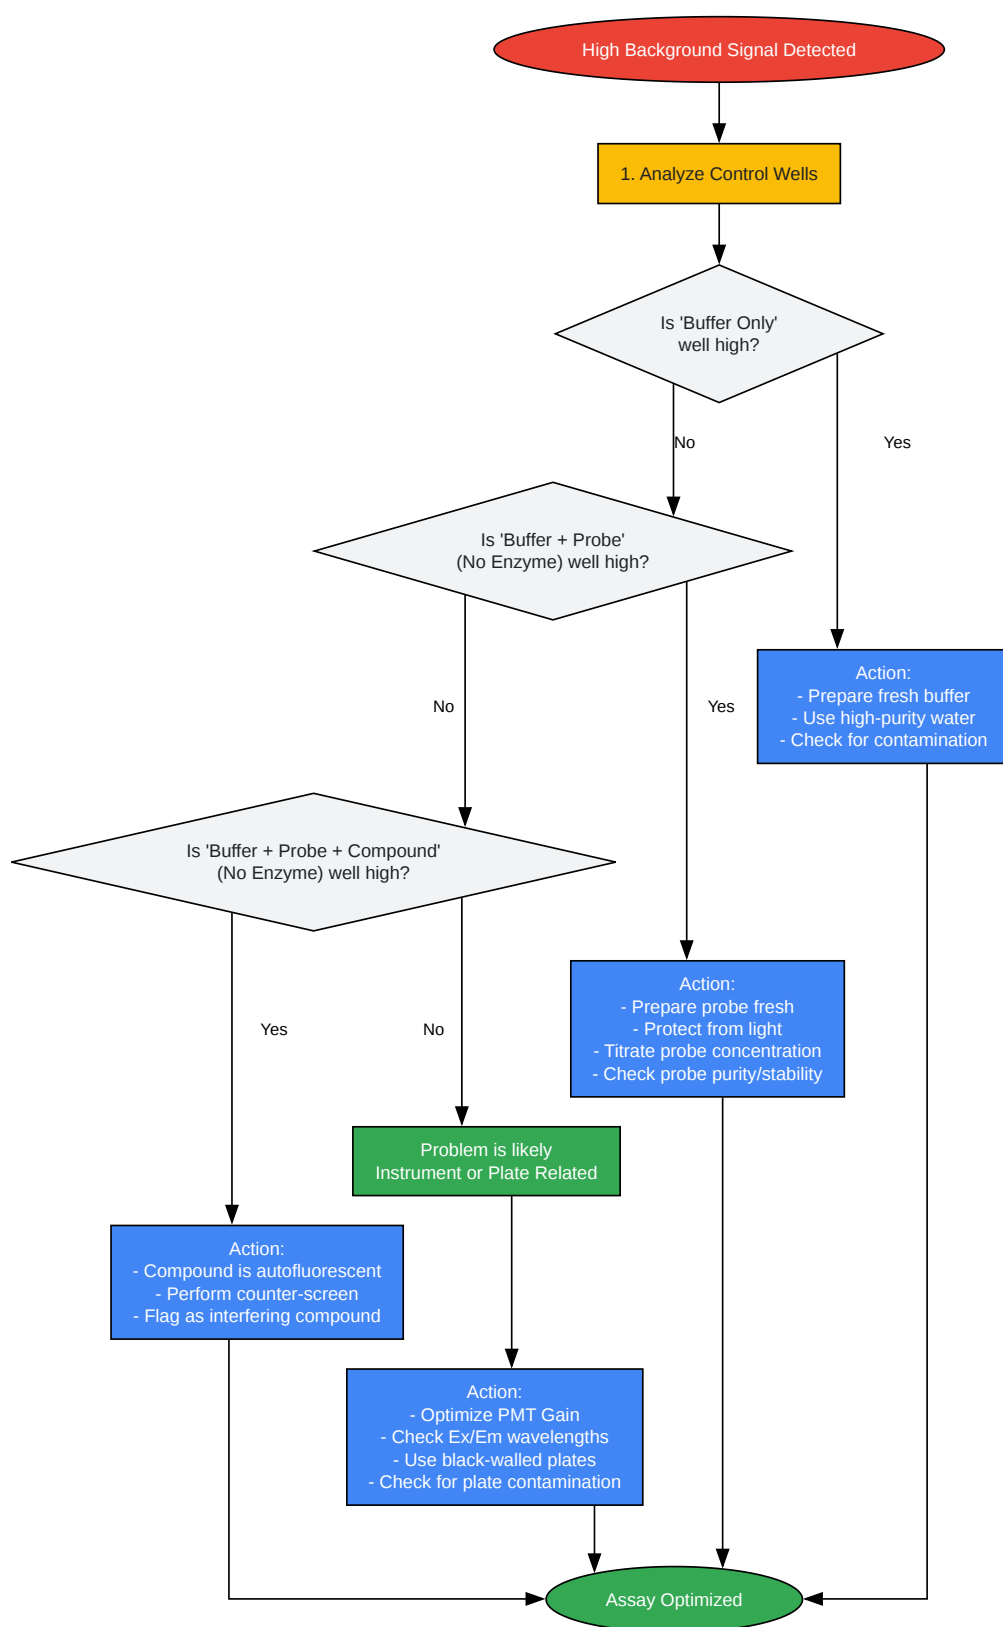 High Background Signal Detected
1. Analyze Control Wells
Is 'Buffer Only'
well high?
No
Yes
Is 'Buffer + Probe'
(No Enzyme) well high?
Action:
- Prepare fresh buffer
- Use high-purity water
- Check for contamination
No
Yes
Is 'Buffer + Probe + Compound'
(No Enzyme) well high?
Action:
- Prepare probe fresh
- Protect from light
- Titrate probe concentration
- Check probe purity/stability
Yes
No
Problem is likely
Instrument or Plate Related
Action:
- Compound is autofluorescent
- Perform counter-screen
- Flag as interfering compound
Action:
- Optimize PMT Gain
- Check Ex/Em wavelengths
- Use black-walled plates
- Check for plate contamination
Assay Optimized